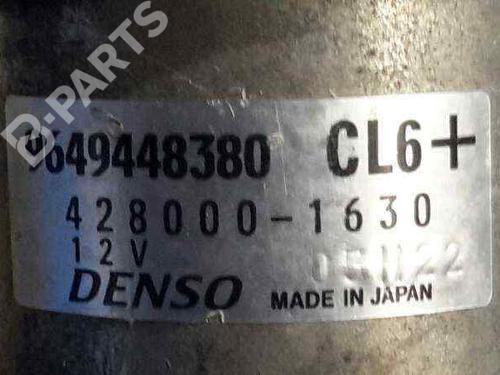 B-PARTS
9649448380 CL6+
428000-1630
12V
DENSO MADE IN JAPAN